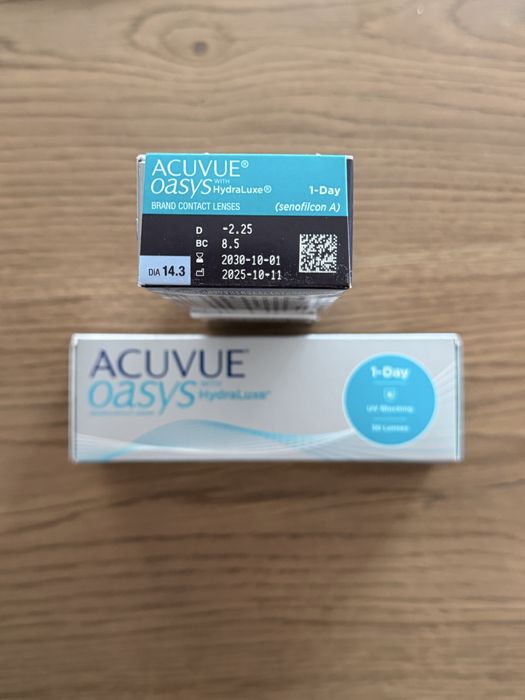 ACUVUE®
oasys WITH HydraLuxe® 1-Day
BRAND CONTACT LENSES (senofilcon A)
D -2.25
BC 8.5
2030-10-01
DIA 14.3 2025-10-11
ACUVUE
oasys WITH HydraLuxe
1-Day
UV Blocking